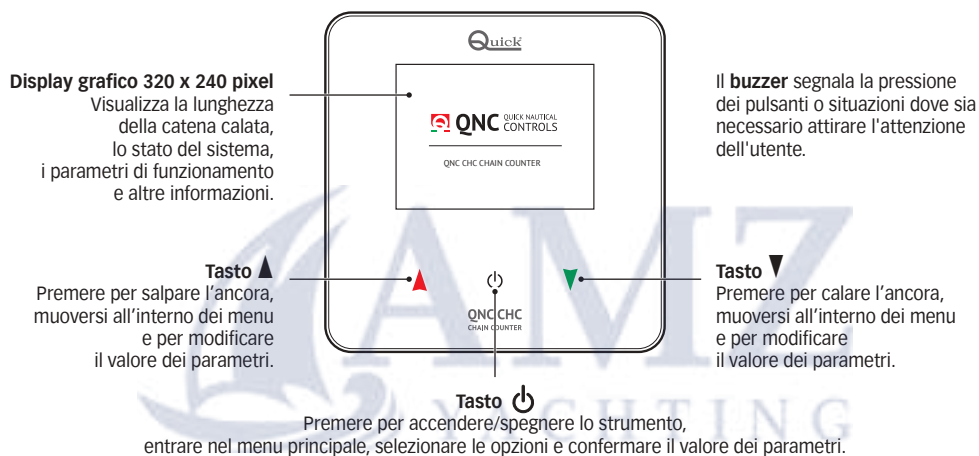 Quick
Display grafico 320 x 240 pixel
Visualizza la lunghezza
della catena calata,
lo stato del sistema,
i parametri di funzionamento
e altre informazioni.
QNC QUICK NAUTICAL CONTROLS
QNC CHC CHAIN COUNTER
Il buzzer segnala la pressione
dei pulsanti o situazioni dove sia
necessario attirare l'attenzione
dell'utente.
Tasto ▲
Premere per salpare l’ancora,
muoversi all’interno dei menu
e per modificare
il valore dei parametri.
QNC CHC
CHAIN COUNTER
Tasto ▼
Premere per calare l’ancora,
muoversi all’interno dei menu
e per modificare
il valore dei parametri.
Tasto ⏻
Premere per accendere/spegnere lo strumento,
entrare nel menu principale, selezionare le opzioni e confermare il valore dei parametri.
AMZ
YACHTING